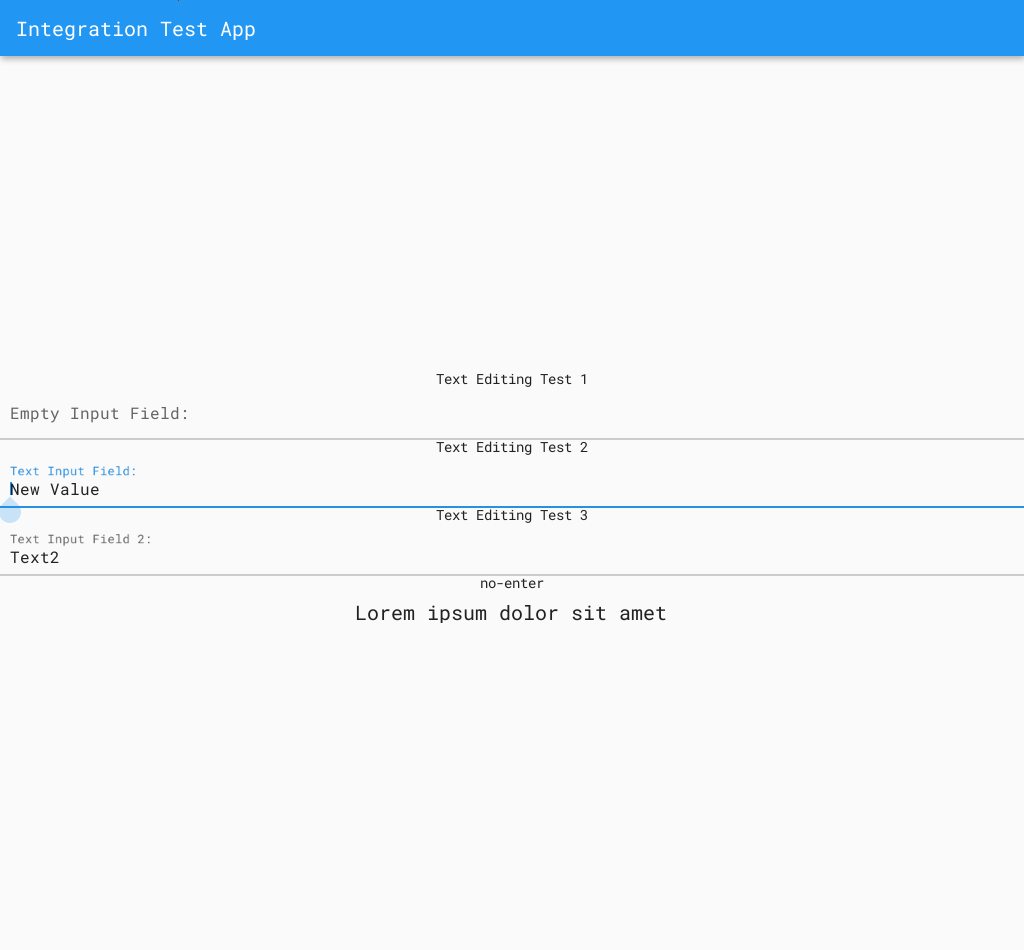 Integration Test App
Text Editing Test 1
Empty Input Field:
Text Editing Test 2
Text Input Field:
New Value
Text Editing Test 3
Text Input Field 2:
Text2
no-enter
Lorem ipsum dolor sit amet